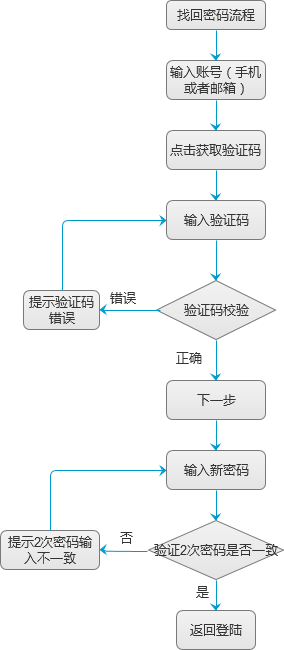 找回密码流程
输入账号（手机
或者邮箱）
点击获取验证码
输入验证码
提示验证码
错误
错误
验证码校验
正确
下一步
输入新密码
提示2次密码输
入不一致
否
验证2次密码是否一致
是
返回登陆